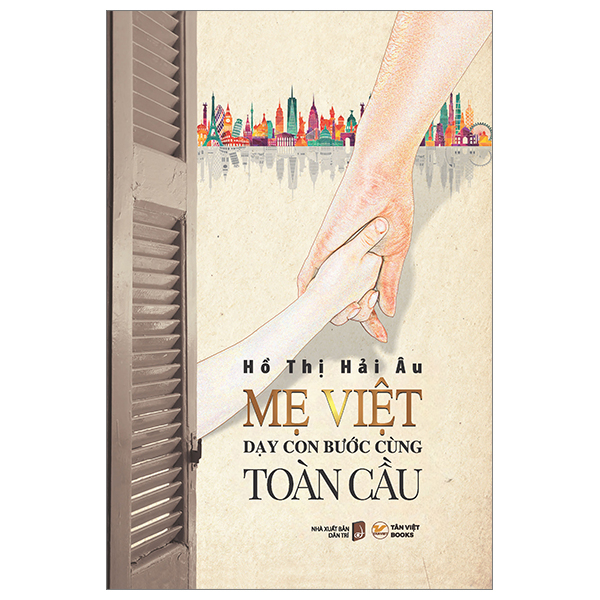 Hồ Thị Hải Âu
MẸ VIỆT
DẠY CON BƯỚC CÙNG
TOÀN CẦU
NHÀ XUẤT BẢN
DÂN TRÍ
TÂN VIỆT
BOOKS